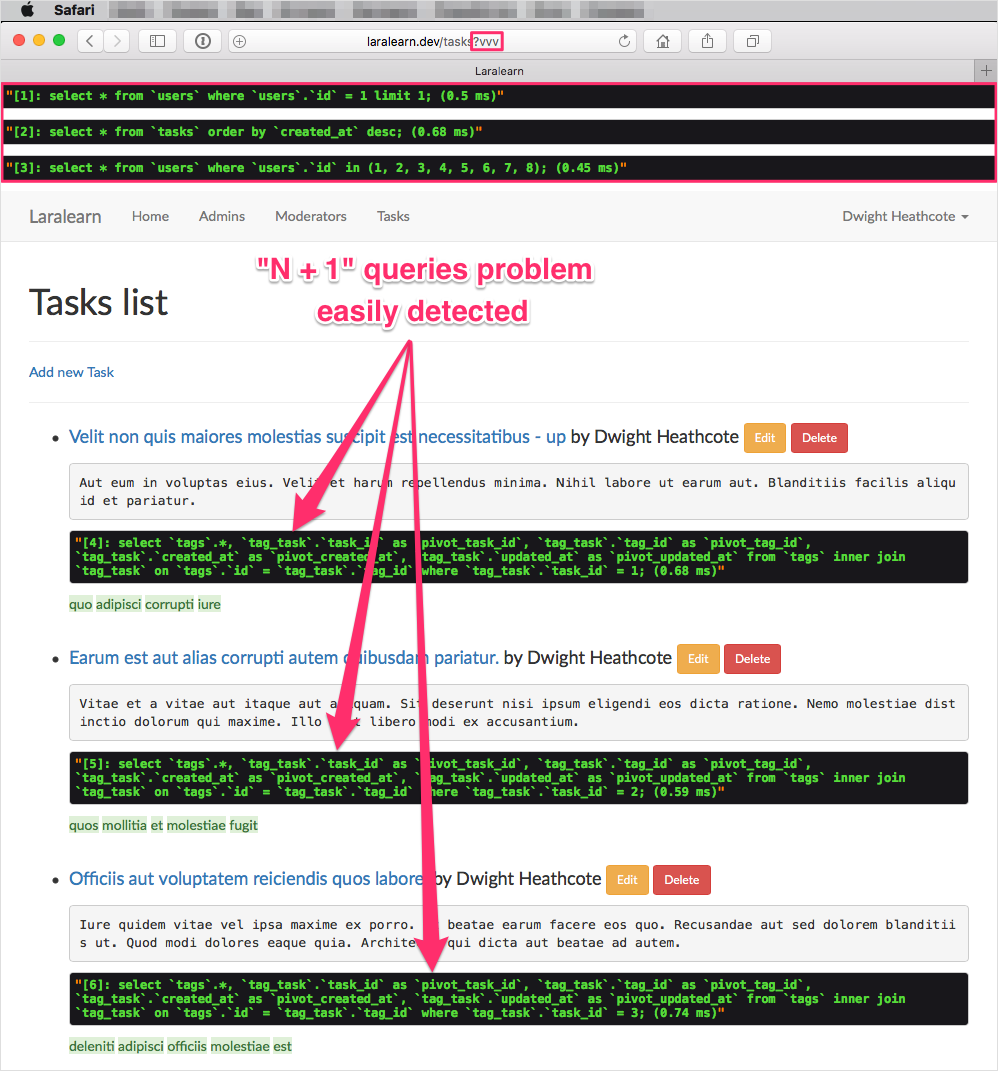 Safari
laralearn.dev/tasks?vvv
Laralearn
"[1]: select * from `users` where `users`.`id` = 1 limit 1; (0.5 ms)"
"[2]: select * from `tasks` order by `created_at` desc; (0.68 ms)"
"[3]: select * from `users` where `users`.`id` in (1, 2, 3, 4, 5, 6, 7, 8); (0.45 ms)"
Laralearn Home Admins Moderators Tasks Dwight Heathcote
"N + 1" queries problem
easily detected
Tasks list
Add new Task
Velit non quis maiores molestias suscipit est necessitatibus - up by Dwight Heathcote Edit Delete
Aut eum in voluptas eius. Velit et harum repellendus minima. Nihil labore ut earum aut. Blanditiis facilis aliqu
id et pariatur.
"[4]: select `tags`.*, `tag_task`.`task_id` as `pivot_task_id`, `tag_task`.`tag_id` as `pivot_tag_id`,
`tag_task`.`created_at` as `pivot_created_at`, `tag_task`.`updated_at` as `pivot_updated_at` from `tags` inner join
`tag_task` on `tags`.`id` = `tag_task`.`tag_id` where `tag_task`.`task_id` = 1; (0.68 ms)"
quo adipisci corrupti iure
Earum est aut alias corrupti autem quibusdam pariatur. by Dwight Heathcote Edit Delete
Vitae et a vitae aut itaque aut aliquam. Sit deserunt nisi ipsum eligendi eos dicta ratione. Nemo molestiae dist
inctio dolorum qui maxime. Illo libero modi ex accusantium.
"[5]: select `tags`.*, `tag_task`.`task_id` as `pivot_task_id`, `tag_task`.`tag_id` as `pivot_tag_id`,
`tag_task`.`created_at` as `pivot_created_at`, `tag_task`.`updated_at` as `pivot_updated_at` from `tags` inner join
`tag_task` on `tags`.`id` = `tag_task`.`tag_id` where `tag_task`.`task_id` = 2; (0.59 ms)"
quos mollitia et molestiae fugit
Officiis aut voluptatem reiciendis quos labore. by Dwight Heathcote Edit Delete
Iure quidem vitae vel ipsa maxime ex porro. beatae earum facere eos quo. Recusandae aut sed dolorem blanditii
s ut. Quod modi dolores eaque quia. Architecto qui dicta aut beatae ad autem.
"[6]: select `tags`.*, `tag_task`.`task_id` as `pivot_task_id`, `tag_task`.`tag_id` as `pivot_tag_id`,
`tag_task`.`created_at` as `pivot_created_at`, `tag_task`.`updated_at` as `pivot_updated_at` from `tags` inner join
`tag_task` on `tags`.`id` = `tag_task`.`tag_id` where `tag_task`.`task_id` = 3; (0.74 ms)"
deleniti adipisci officiis molestiae est